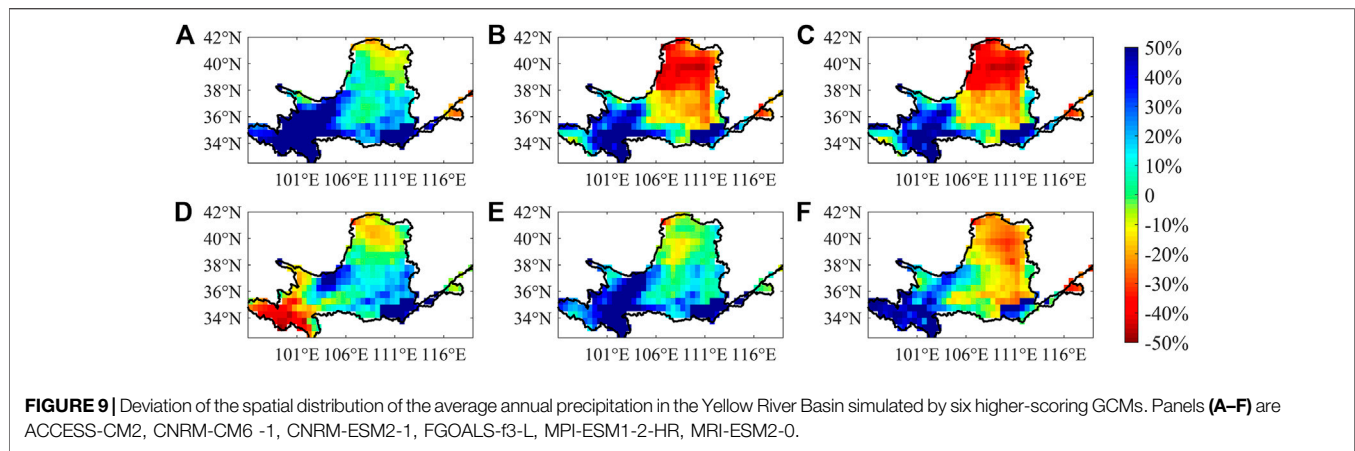 A
B
C
42°N
40°N
38°N
36°N
34°N
101°E 106°E 111°E 116°E
42°N
40°N
38°N
36°N
34°N
101°E 106°E 111°E 116°E
42°N
40°N
38°N
36°N
34°N
101°E 106°E 111°E 116°E
D
E
F
42°N
40°N
38°N
36°N
34°N
101°E 106°E 111°E 116°E
42°N
40°N
38°N
36°N
34°N
101°E 106°E 111°E 116°E
42°N
40°N
38°N
36°N
34°N
101°E 106°E 111°E 116°E
50%
40%
30%
20%
10%
0
-10%
-20%
-30%
-40%
-50%
FIGURE 9 | Deviation of the spatial distribution of the average annual precipitation in the Yellow River Basin simulated by six higher-scoring GCMs. Panels (A–F) are
ACCESS-CM2, CNRM-CM6 -1, CNRM-ESM2-1, FGOALS-f3-L, MPI-ESM1-2-HR, MRI-ESM2-0.